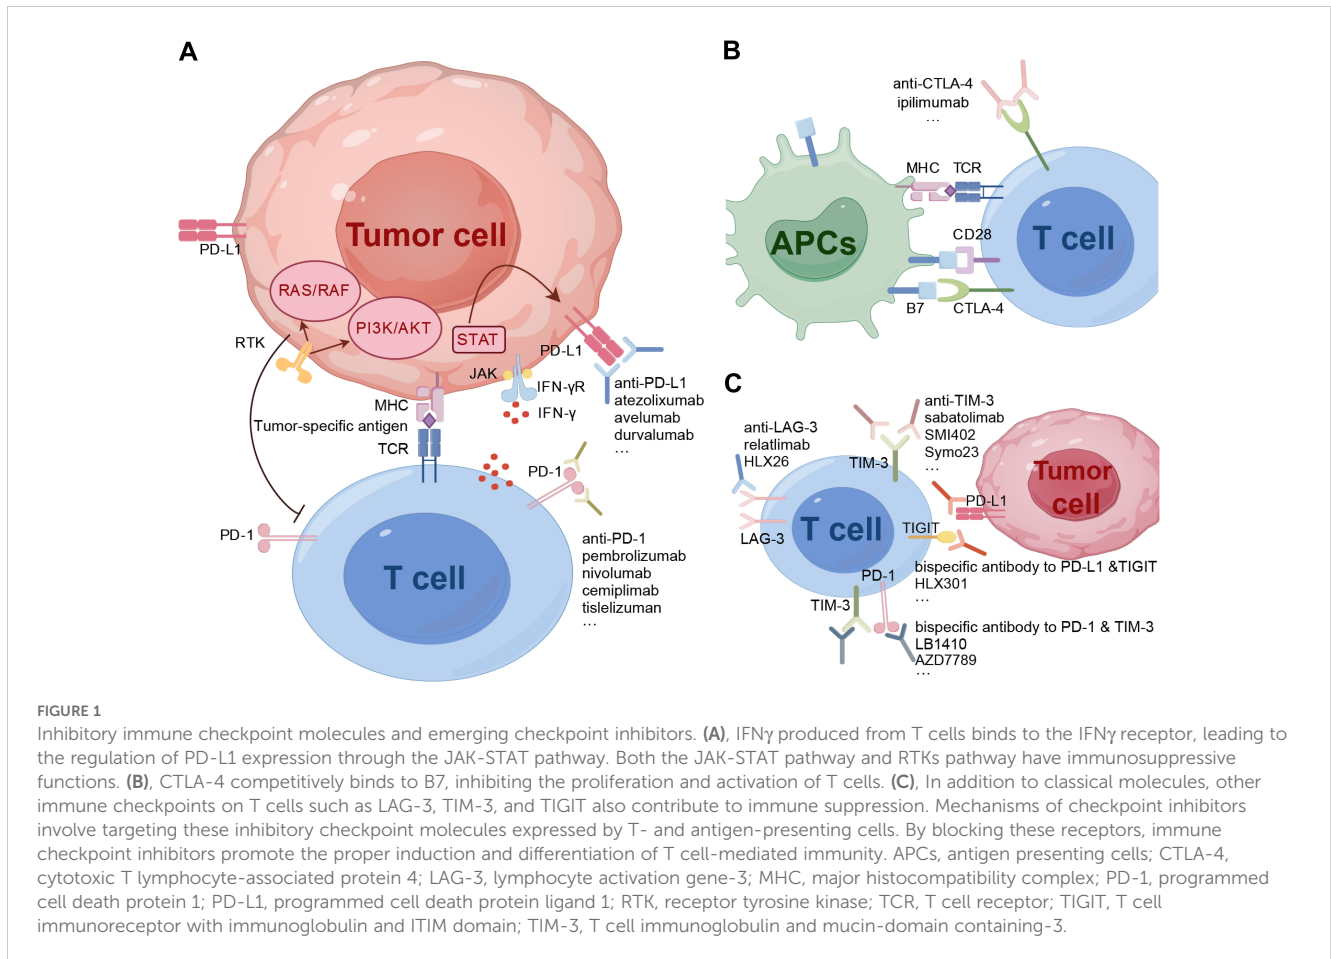 A
Tumor cell
PD-L1
RAS/RAF
PI3K/AKT
STAT
RTK
PD-L1
JAK
IFN-γR
IFN-γ
MHC
Tumor-specific antigen
TCR
anti-PD-L1
atezolixumab
avelumab
durvalumab
...
PD-1
PD-1
T cell
anti-PD-1
pembrolizumab
nivolumab
cemiplimab
tislelizuman
...
B
anti-CTLA-4
ipilimumab
...
MHC
TCR
APCs
CD28
T cell
B7
CTLA-4
C
anti-LAG-3
relatlimab
HLX26
anti-TIM-3
sabatolimab
SMI402
Symo23
...
TIM-3
Tumor
cell
PD-L1
T cell
TIGIT
LAG-3
bispecific antibody to PD-L1 &TIGIT
HLX301
...
PD-1
TIM-3
bispecific antibody to PD-1 & TIM-3
LB1410
AZD7789
...
FIGURE 1
Inhibitory immune checkpoint molecules and emerging checkpoint inhibitors. (A), IFNγ produced from T cells binds to the IFNγ receptor, leading to
the regulation of PD-L1 expression through the JAK-STAT pathway. Both the JAK-STAT pathway and RTKs pathway have immunosuppressive
functions. (B), CTLA-4 competitively binds to B7, inhibiting the proliferation and activation of T cells. (C), In addition to classical molecules, other
immune checkpoints on T cells such as LAG-3, TIM-3, and TIGIT also contribute to immune suppression. Mechanisms of checkpoint inhibitors
involve targeting these inhibitory checkpoint molecules expressed by T- and antigen-presenting cells. By blocking these receptors, immune
checkpoint inhibitors promote the proper induction and differentiation of T cell-mediated immunity. APCs, antigen presenting cells; CTLA-4,
cytotoxic T lymphocyte-associated protein 4; LAG-3, lymphocyte activation gene-3; MHC, major histocompatibility complex; PD-1, programmed
cell death protein 1; PD-L1, programmed cell death protein ligand 1; RTK, receptor tyrosine kinase; TCR, T cell receptor; TIGIT, T cell
immunoreceptor with immunoglobulin and ITIM domain; TIM-3, T cell immunoglobulin and mucin-domain containing-3.